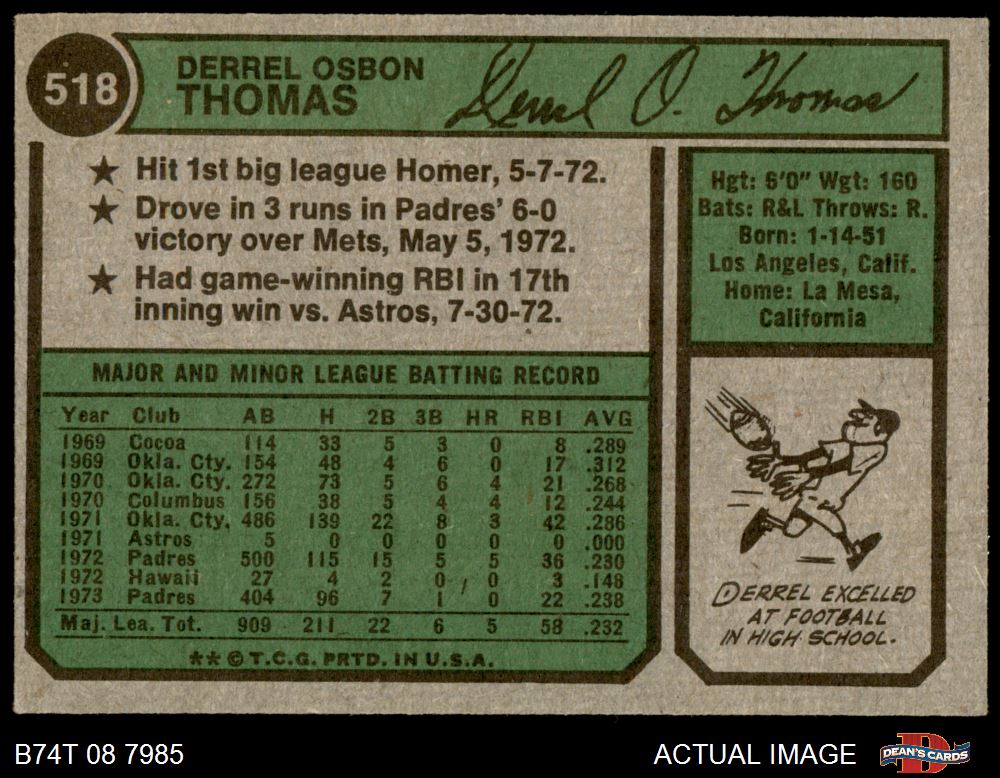 518
DERREL OSBON
THOMAS
Derrel O. Thomas
★ Hit 1st big league Homer, 5-7-72.
★ Drove in 3 runs in Padres' 6-0
victory over Mets, May 5, 1972.
★ Had game-winning RBI in 17th
inning win vs. Astros, 7-30-72.
Hgt: 6'0" Wgt: 160
Bats: R&L Throws: R.
Born: 1-14-51
Los Angeles, Calif.
Home: La Mesa,
California
MAJOR AND MINOR LEAGUE BATTING RECORD
Year Club AB H 2B 3B HR RBI AVG
1969 Cocoa 114 33 5 3 0 8 .289
1969 Okla. Cty. 154 48 4 6 0 17 .312
1970 Okla. Cty. 272 73 5 6 4 21 .268
1970 Columbus 156 38 5 4 4 12 .244
1971 Okla. Cty. 486 139 22 8 3 42 .286
1971 Astros 5 0 0 0 0 0 .000
1972 Padres 500 115 15 5 5 36 .230
1972 Hawaii 27 4 2 0 0 3 .148
1973 Padres 404 96 7 1 0 22 .238
Maj. Lea. Tot. 909 211 22 6 5 58 .232
★★ © T.C.G. PRTD. IN U.S.A.
DERREL EXCELLED
AT FOOTBALL
IN HIGH SCHOOL.
B74T 08 7985
ACTUAL IMAGE
DEAN'S CARDS